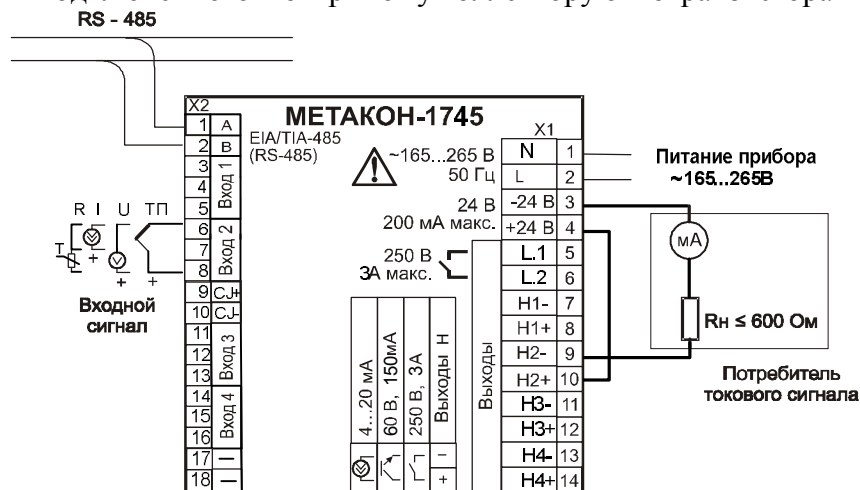 RS - 485
X2
МЕТАКОН-1745
X1
1 A
2 B
EIA/TIA-485
(RS-485)
3
4
5
Вход 1
6
7
8
Вход 2
9 CJ+
10 CJ-
11
12
13
Вход 3
14
15
16
Вход 4
17 —
18 —
R I U ТП
T
+ + +
Входной
сигнал
~165...265 В
50 Гц
24 В
200 мА макс.
250 В
3А макс.
4...20 мА
60 В, 150мА
250 В, 3А
Выходы Н
− +
Выходы
N 1
L 2
-24 В 3
+24 В 4
L.1 5
L.2 6
H1- 7
H1+ 8
H2- 9
H2+ 10
H3- 11
H3+ 12
H4- 13
H4+ 14
Питание прибора
~165...265В
мА
Rн ≤ 600 Ом
Потребитель
токового сигнала